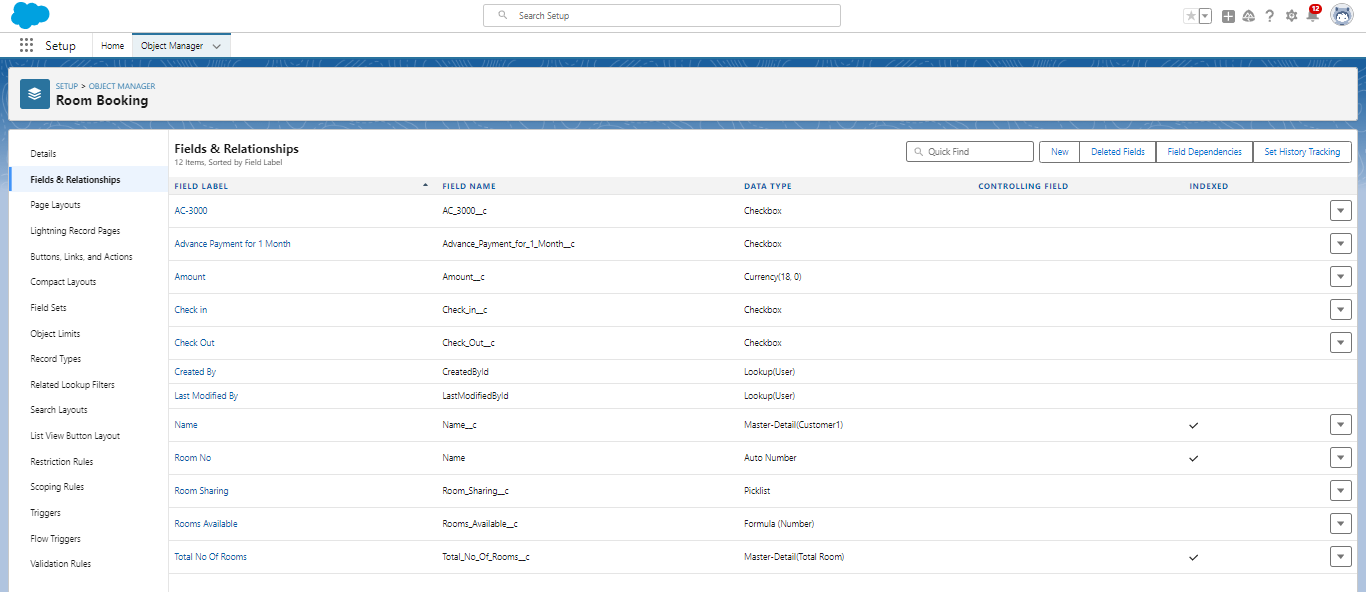 Search Setup
12
Setup
Home
Object Manager
SETUP > OBJECT MANAGER
Room Booking
Details
Fields & Relationships
Page Layouts
Lightning Record Pages
Buttons, Links, and Actions
Compact Layouts
Field Sets
Object Limits
Record Types
Related Lookup Filters
Search Layouts
List View Button Layout
Restriction Rules
Scoping Rules
Triggers
Flow Triggers
Validation Rules
Fields & Relationships
12 Items, Sorted by Field Label
Quick Find
New
Deleted Fields
Field Dependencies
Set History Tracking
FIELD LABEL FIELD NAME DATA TYPE CONTROLLING FIELD INDEXED
AC-3000 AC_3000__c Checkbox
Advance Payment for 1 Month Advance_Payment_for_1_Month__c Checkbox
Amount Amount__c Currency(18, 0)
Check in Check_in__c Checkbox
Check Out Check_Out__c Checkbox
Created By CreatedById Lookup(User)
Last Modified By LastModifiedById Lookup(User)
Name Name__c Master-Detail(Customer1)
Room No Name Auto Number
Room Sharing Room_Sharing__c Picklist
Rooms Available Rooms_Available__c Formula (Number)
Total No Of Rooms Total_No_Of_Rooms__c Master-Detail(Total Room)